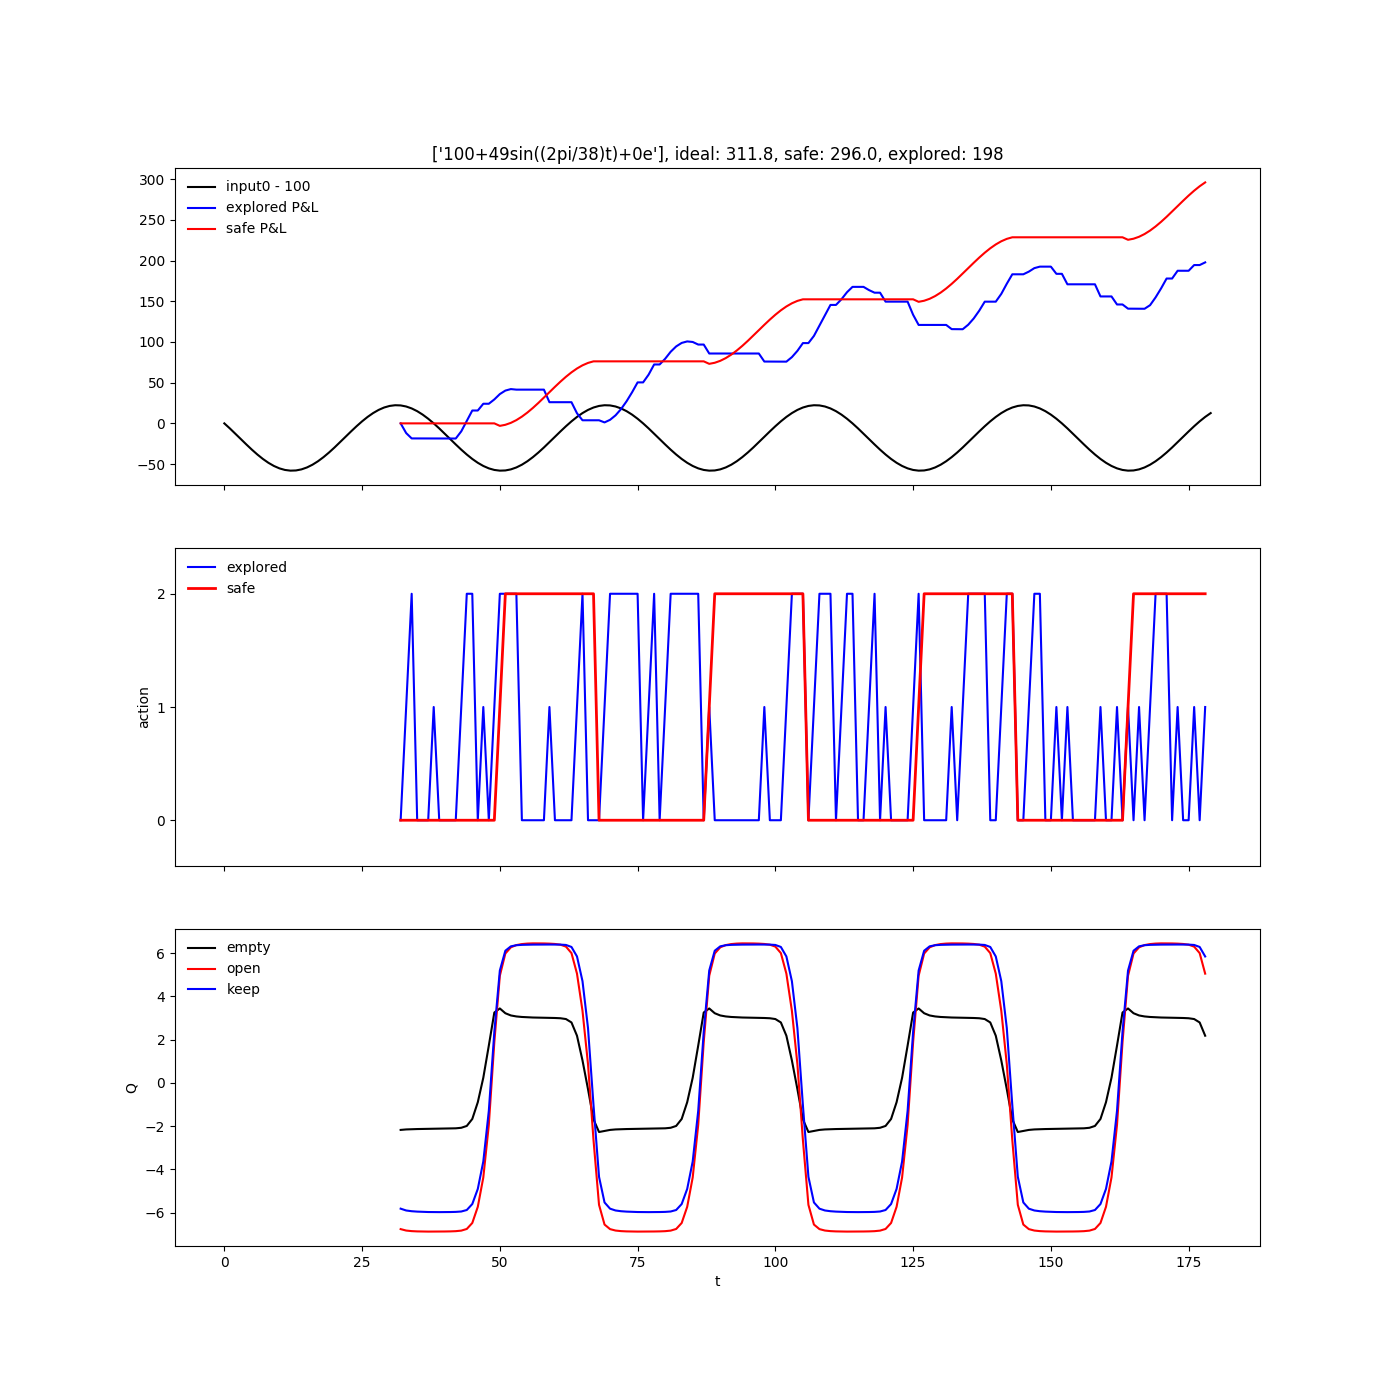 ['100+49sin((2pi/38)t)+0e'], ideal: 311.8, safe: 296.0, explored: 198
300
250
200
150
100
50
0
−50
input0 - 100
explored P&L
safe P&L
action
2
1
0
explored
safe
Q
6
4
2
0
−2
−4
−6
empty
open
keep
0 25 50 75 100 125 150 175
t